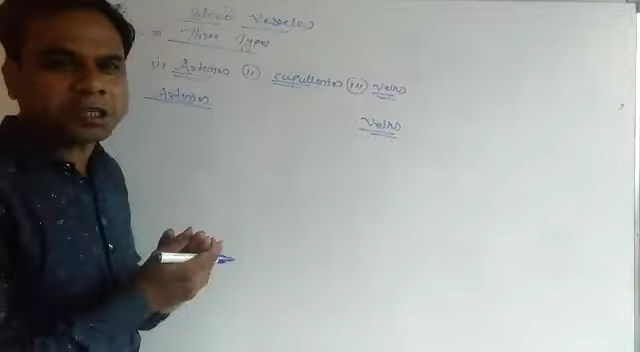 Blood Vessels
⇒ Three Types
(i) Arteries (ii) capillaries (iii) veins
Arteries
Veins